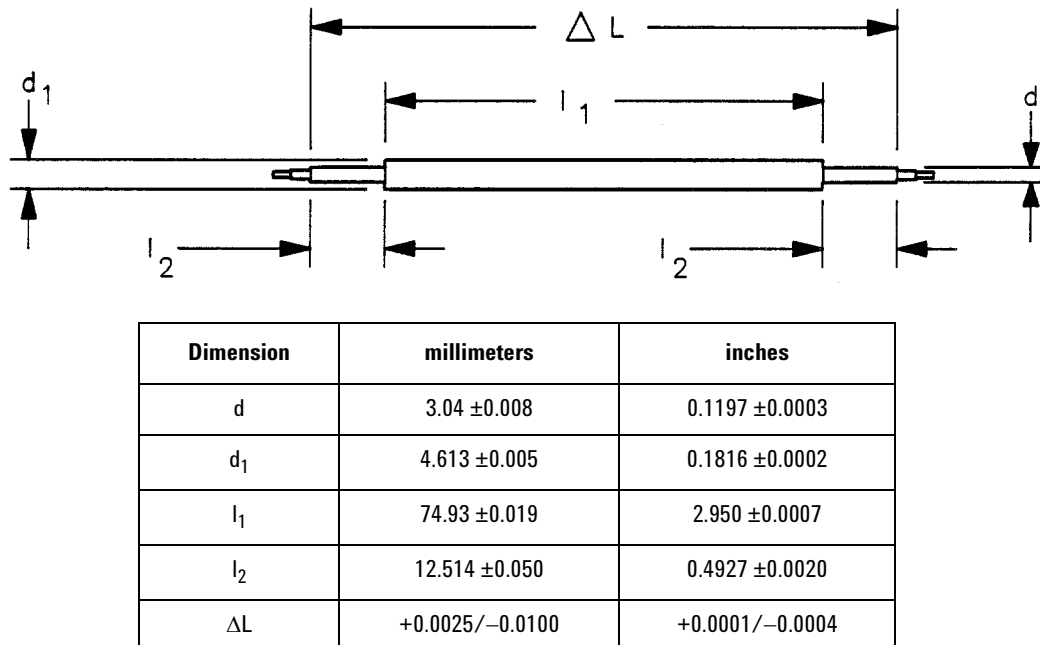 △ L
d₁
l₁
d
l₂
l₂
Dimension millimeters inches
d 3.04 ±0.008 0.1197 ±0.0003
d₁ 4.613 ±0.005 0.1816 ±0.0002
l₁ 74.93 ±0.019 2.950 ±0.0007
l₂ 12.514 ±0.050 0.4927 ±0.0020
ΔL +0.0025/–0.0100 +0.0001/–0.0004